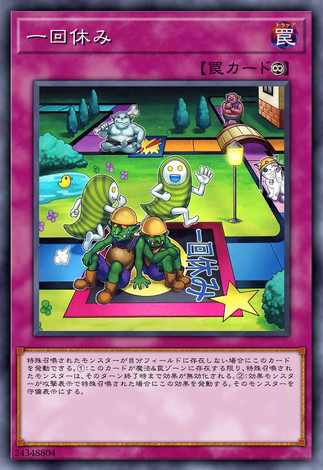 一回休み
トラップ
罠
【罠カード】
一回休み
特殊召喚されたモンスターが自分フィールドに存在しない場合にこのカード
を発動できる。①:このカードが魔法&罠ゾーンに存在する限り、特殊召喚さ
れたモンスターは、そのターン終了時まで効果が無効化される。②:効果モンス
ターが攻撃表示で特殊召喚された場合にこの効果を発動する。そのモンスターを
守備表示にする。
24348804